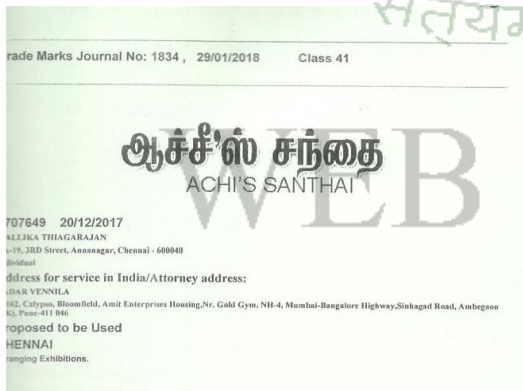 सत्यम
rade Marks Journal No: 1834 , 29/01/2018 Class 41
ஆச்சீ'ஸ் சந்தை
ACHI'S SANTHAI
WEB
707649 20/12/2017
ALLIKA THIAGARAJAN
-19, 3RD Street, Annanagar, Chennai - 600040
dividual
ddress for service in India/Attorney address:
DAR VENNILA
102, Calypso, Bloomfield, Amit Enterprises Housing,Nr. Gold Gym, NH-4, Mumbai-Bangalore Highway,Sinhagad Road, Ambegaon
K), Pune-411 046
roposed to be Used
HENNAI
ranging Exhibitions.